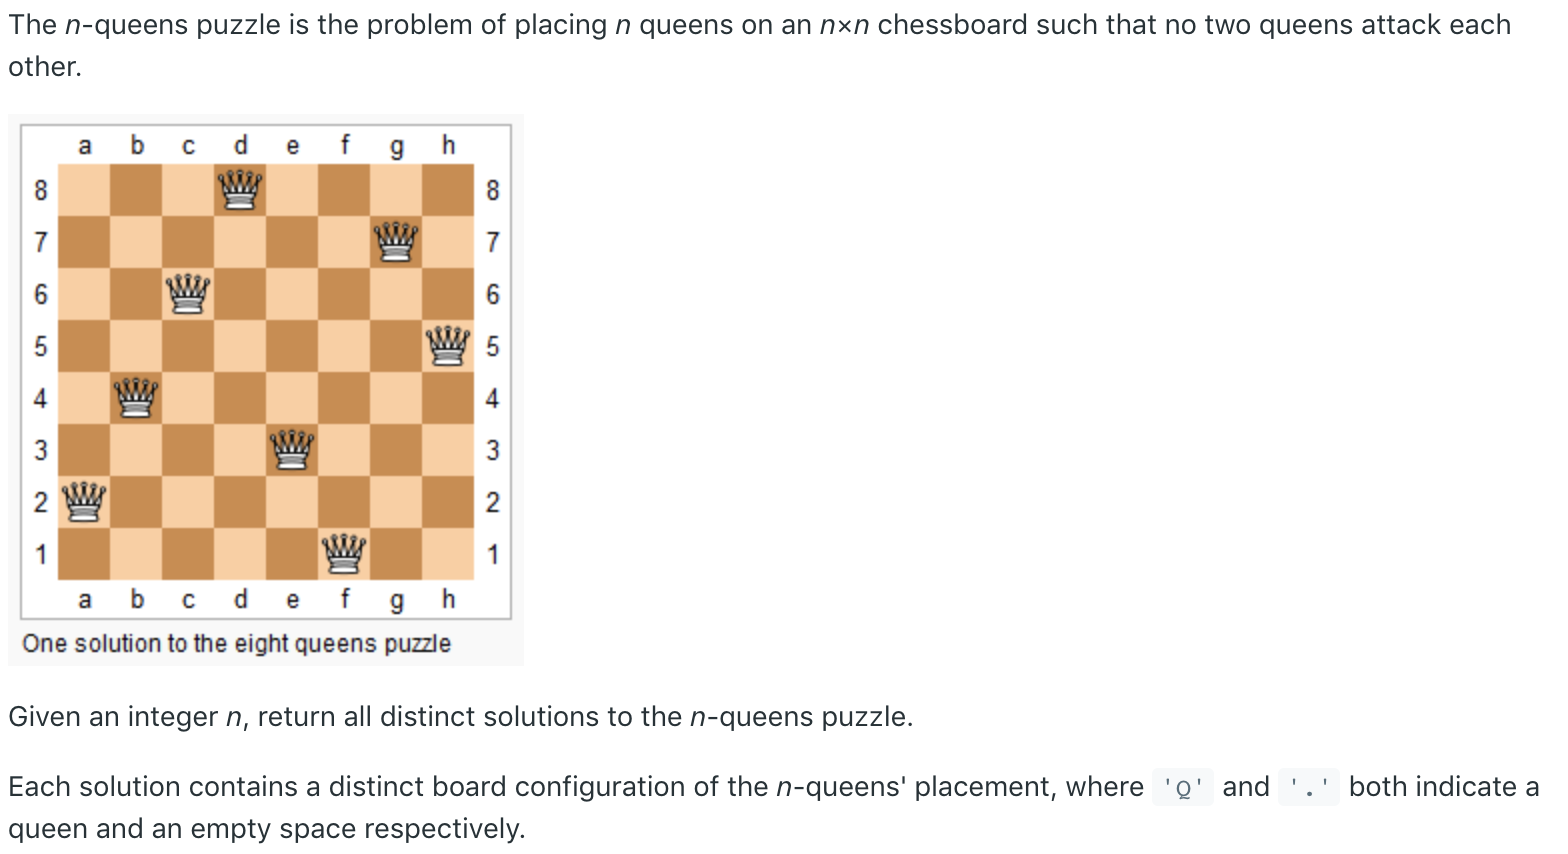 The n-queens puzzle is the problem of placing n queens on an n×n chessboard such that no two queens attack each
other.
a b c d e f g h
8 8
7 7
6 6
5 5
4 4
3 3
2 2
1 1
a b c d e f g h
One solution to the eight queens puzzle
Given an integer n, return all distinct solutions to the n-queens puzzle.
Each solution contains a distinct board configuration of the n-queens' placement, where 'Q' and '.' both indicate a
queen and an empty space respectively.